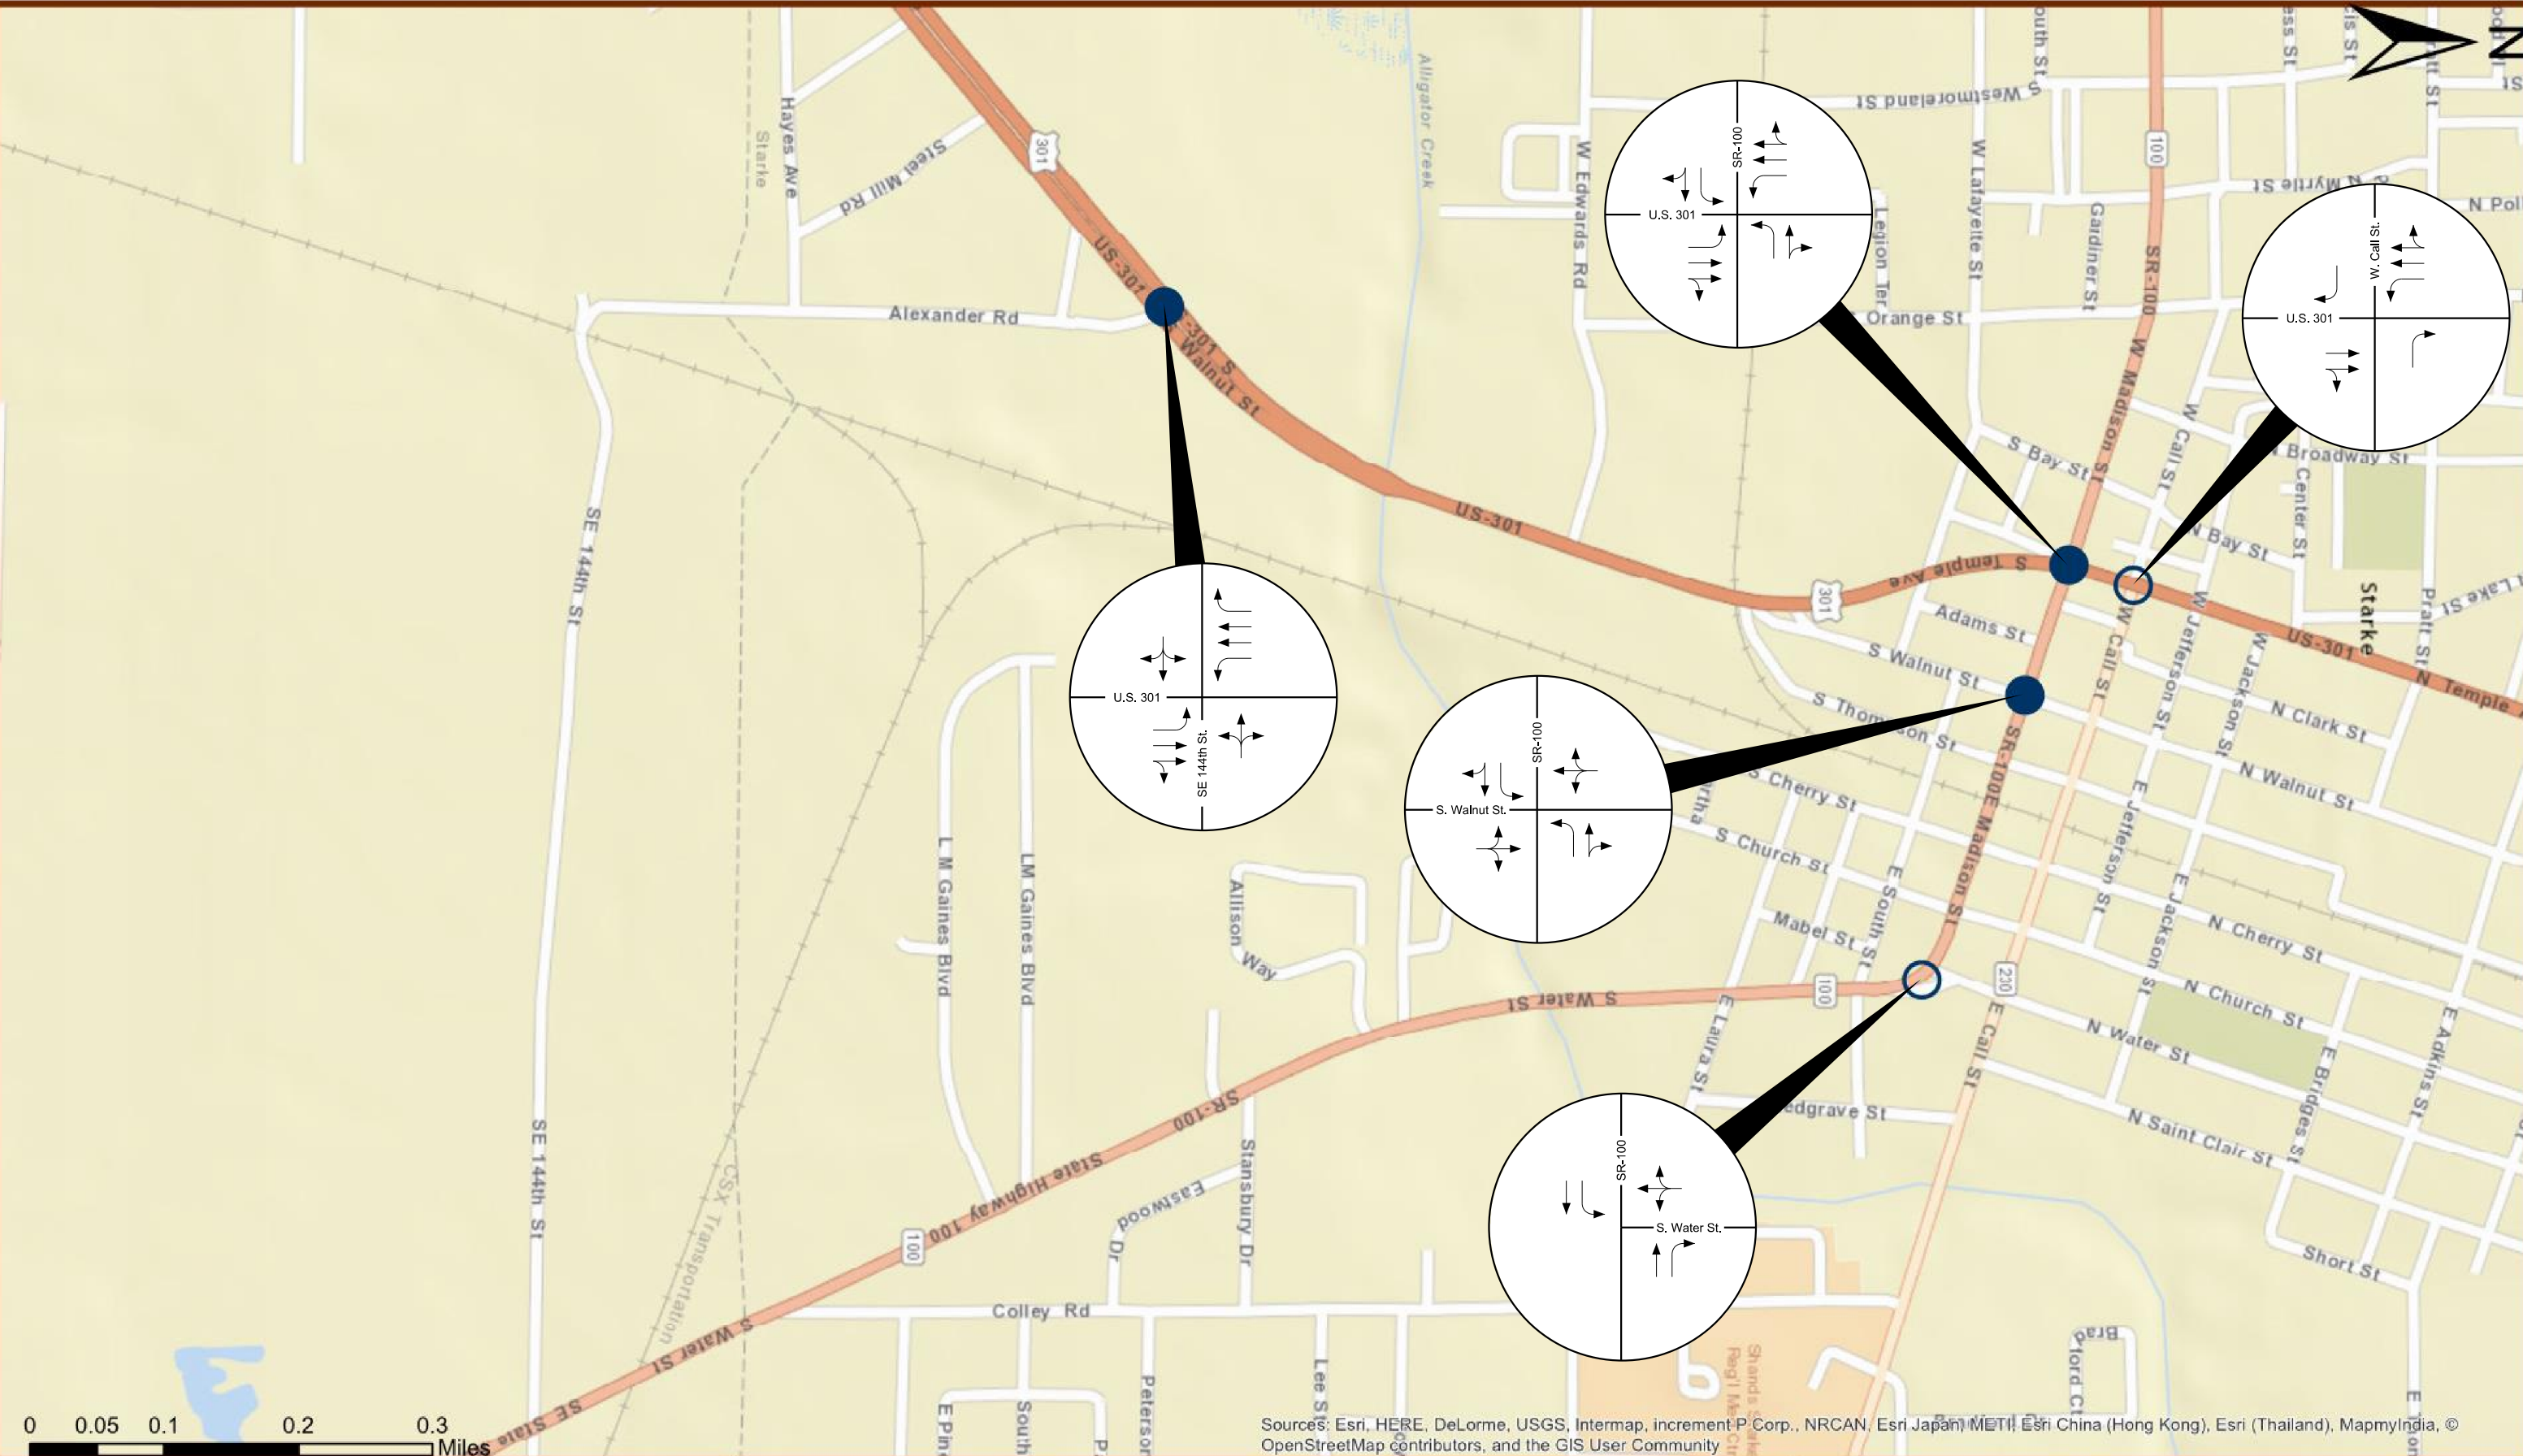 N
Hayes Ave
Starke
Steel Mill Rd
301
US-301
Alexander Rd
S
Walnut St
Alligator Creek
W Edwards Rd
S Westmoreland St
W Lafayette St
Legion Ter
Orange St
Gardiner St
100
SR-100
W Madison St
W Call St
N Broadway St
Center St
S Bay St
N Bay St
Pratt St
Starke
US-301
S Temple Ave
301
US-301
Adams St
S Walnut St
S Thomson St
W Call St
W Jefferson St
W Jackson St
N Clark St
N Walnut St
N Temple
Lake St
Pratt St
SR-100
U.S. 301
W. Call St.
U.S. 301
U.S. 301
SE 144th St.
SR-100
S. Walnut St.
SR-100
S. Water St.
SE 144th St
SE 144th St
L M Gaines Blvd
LM Gaines Blvd
Allison Way
S Cherry St
S Church St
Mabel St
E South St
SR-100
E Madison St
E Call St
E Jefferson St
E Jackson St
N Cherry St
N Church St
N Water St
N Saint Clair St
E Bridges St
E Adkins St
Short St
230
100
S Water St
E Laura St
SR-100
State Highway 100
100
Stansbury Dr
Eastwood Dr
Colley Rd
S Water St
SE State
CSX Transportation
E Pine
South
Peterson
Lee St
Bradford Ct
0 0.05 0.1 0.2 0.3
Miles
Sources: Esri, HERE, DeLorme, USGS, Intermap, increment P Corp., NRCAN, Esri Japan, METI, Esri China (Hong Kong), Esri (Thailand), MapmyIndia, ©
OpenStreetMap contributors, and the GIS User Community